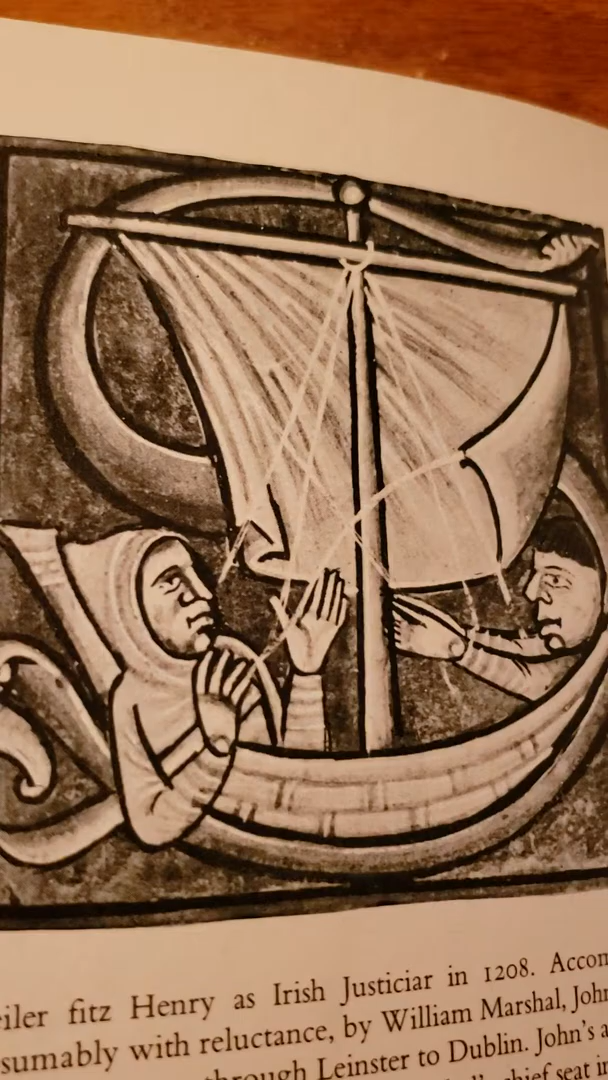 eiler fitz Henry as Irish Justiciar in 1208. Accom
sumably with reluctance, by William Marshal, John
through Leinster to Dublin. John's a
chief seat in